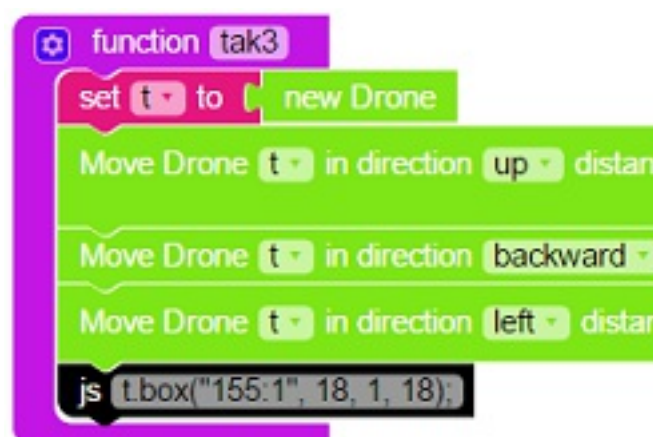 function tak3
set t to new Drone
Move Drone t in direction up distan
Move Drone t in direction backward
Move Drone t in direction left distan
js t.box("155:1", 18, 1, 18);